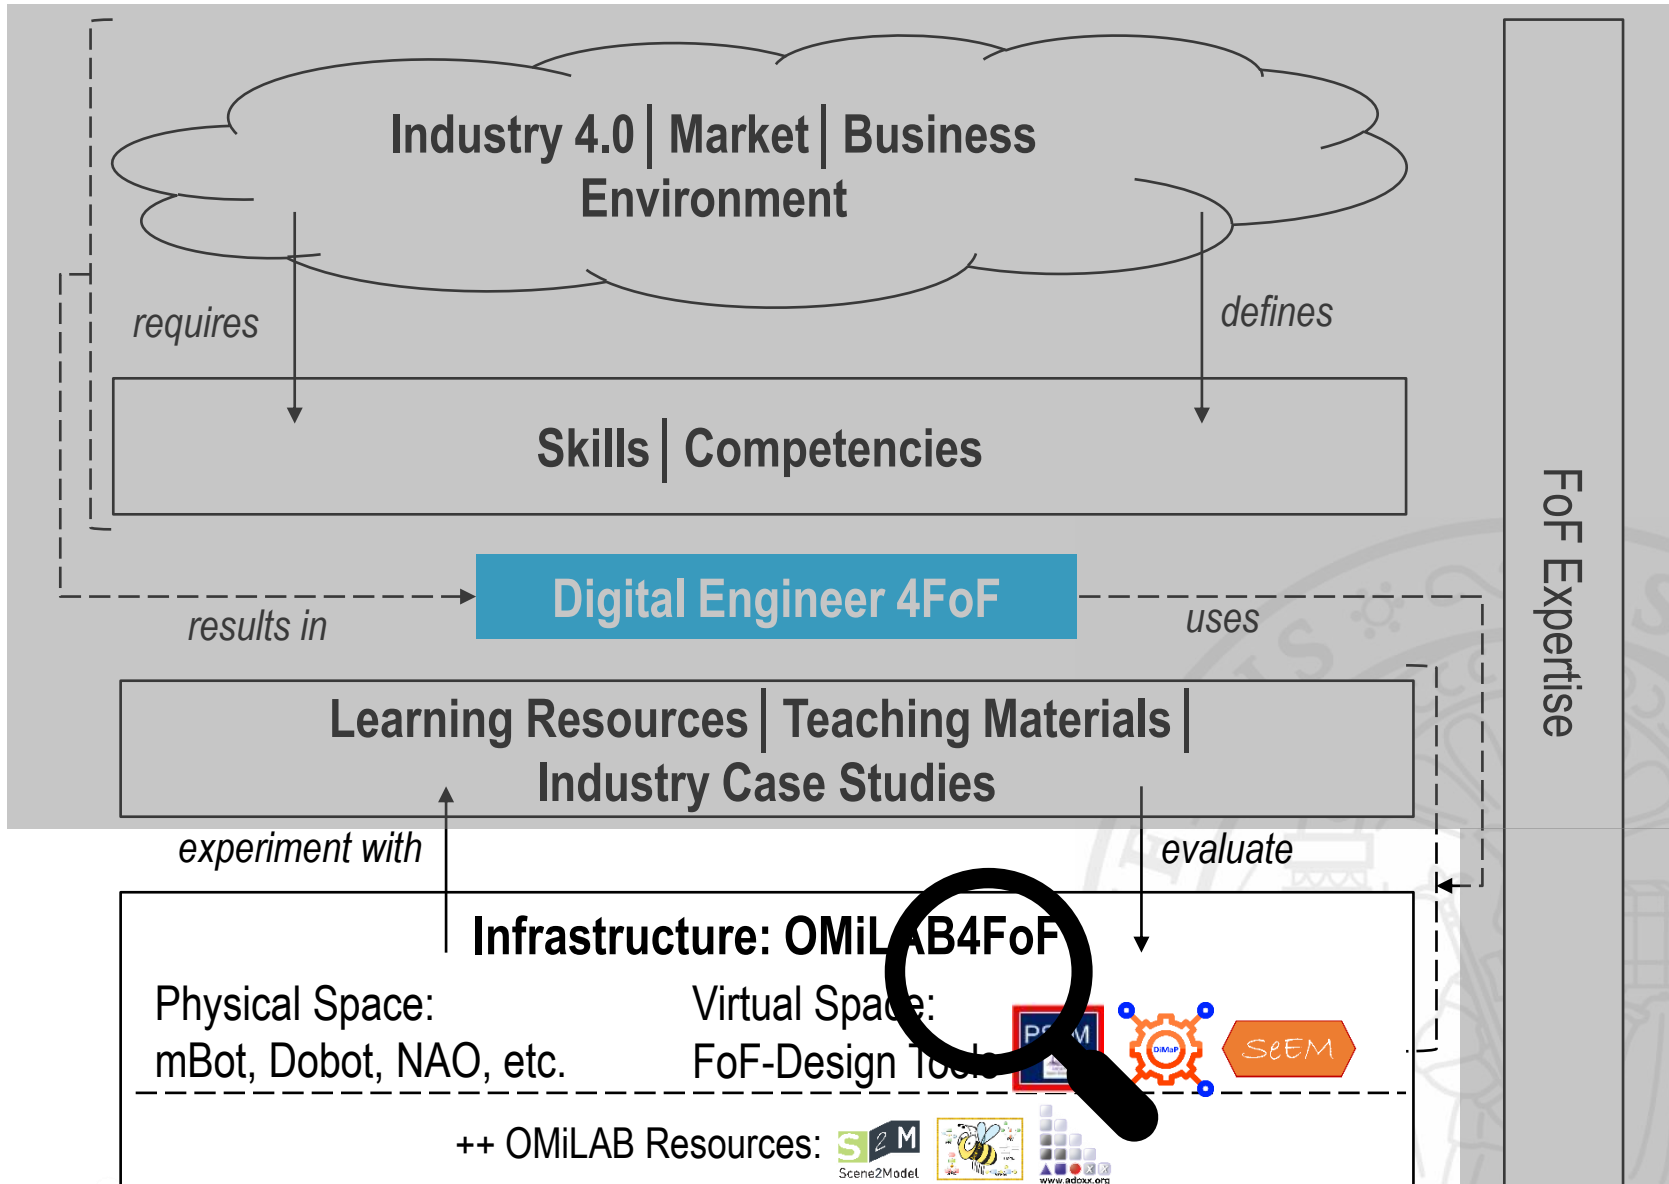 Industry 4.0 | Market | Business
Environment
requires
defines
Skills | Competencies
Digital Engineer 4FoF
results in
uses
FoF Expertise
Learning Resources | Teaching Materials |
Industry Case Studies
experiment with
evaluate
Infrastructure: OMiLAB4FoF
Physical Space:
mBot, Dobot, NAO, etc.
Virtual Space:
FoF-Design Tools
DiMaP
SeEM
++ OMiLAB Resources:
S2M
Scene2Model
www.adoxx.org